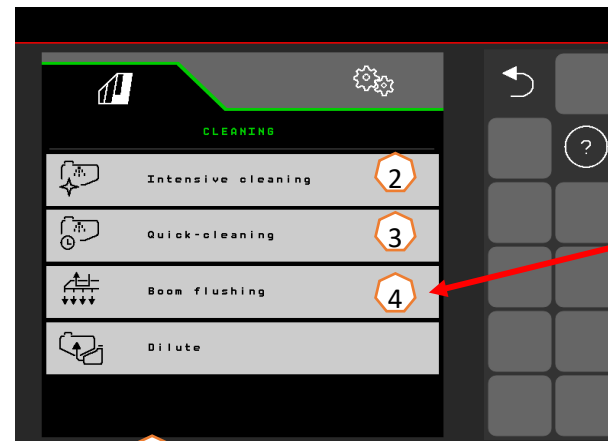 CLEANING
Intensive cleaning
2
Quick-cleaning
3
Boom flushing
4
Dilute
?